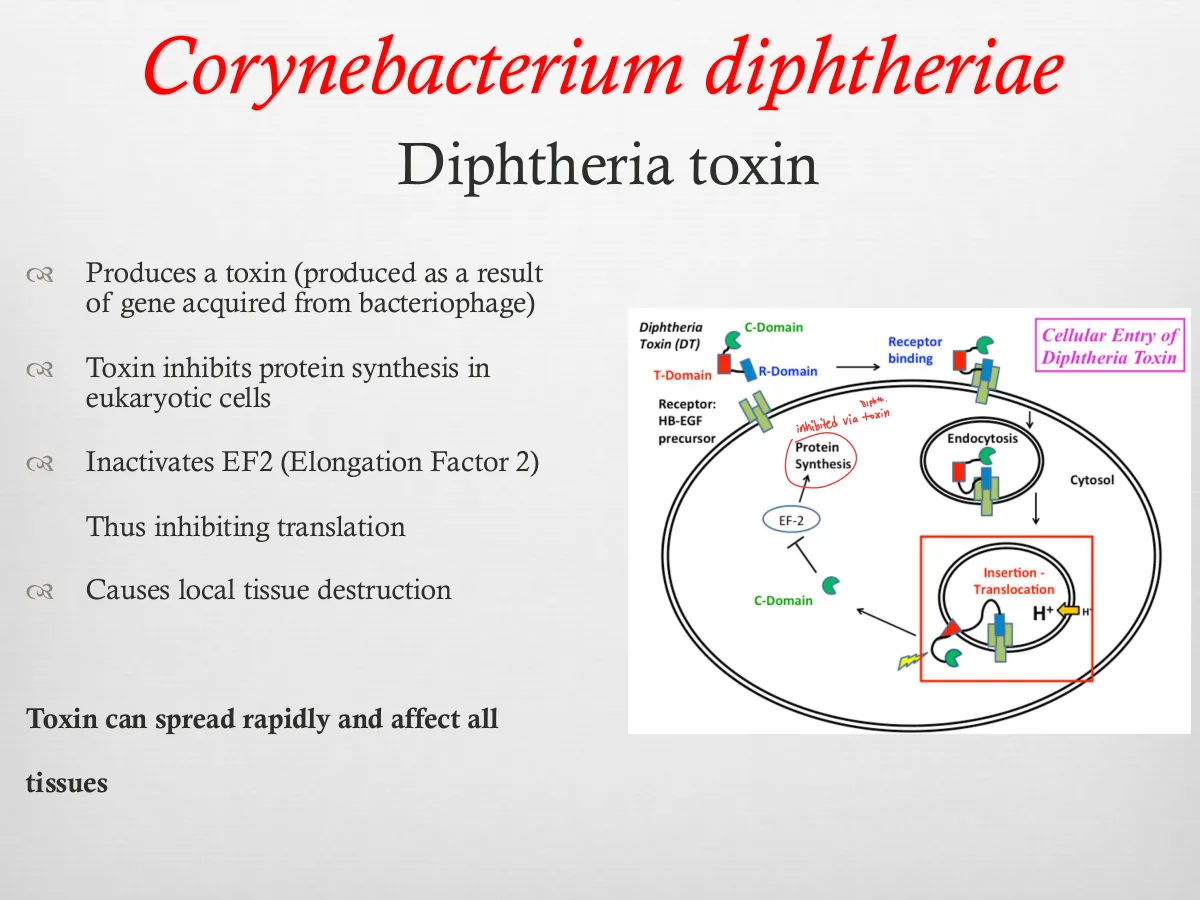 Corynebacterium diphtheriae
Diphtheria toxin
Produces a toxin (produced as a result
of gene acquired from bacteriophage)
Toxin inhibits protein synthesis in
eukaryotic cells
Inactivates EF2 (Elongation Factor 2)
Thus inhibiting translation
Causes local tissue destruction
Toxin can spread rapidly and affect all
tissues
Diphtheria
Toxin (DT)
C-Domain
T-Domain
R-Domain
Receptor:
HB-EGF
precursor
Receptor
binding
Cellular Entry of
Diphtheria Toxin
Diphth.
inhibited via toxin
Protein
Synthesis
EF-2
C-Domain
Endocytosis
Cytosol
Insertion -
Translocation
H+ H+